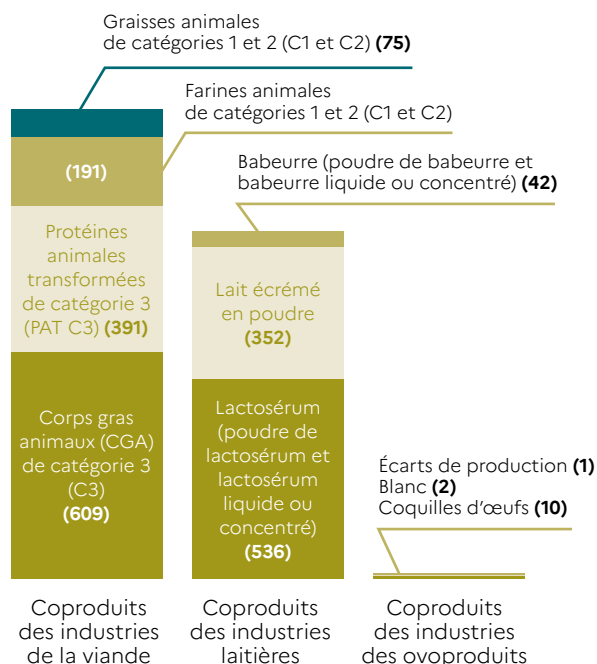 Graisses animales
de catégories 1 et 2 (C1 et C2) (75)
Farines animales
de catégories 1 et 2 (C1 et C2)
(191)
Protéines
animales
transformées
de catégorie 3
(PAT C3) (391)
Corps gras
animaux (CGA)
de catégorie 3
(C3)
(609)
Babeurre (poudre de babeurre et
babeurre liquide ou concentré) (42)
Lait écrémé
en poudre
(352)
Lactosérum
(poudre de
lactosérum et
lactosérum
liquide ou
concentré)
(536)
Écarts de production (1)
Blanc (2)
Coquilles d'œufs (10)
Coproduits
des industries
de la viande
Coproduits
des industries
laitières
Coproduits
des industries
des ovoproduits